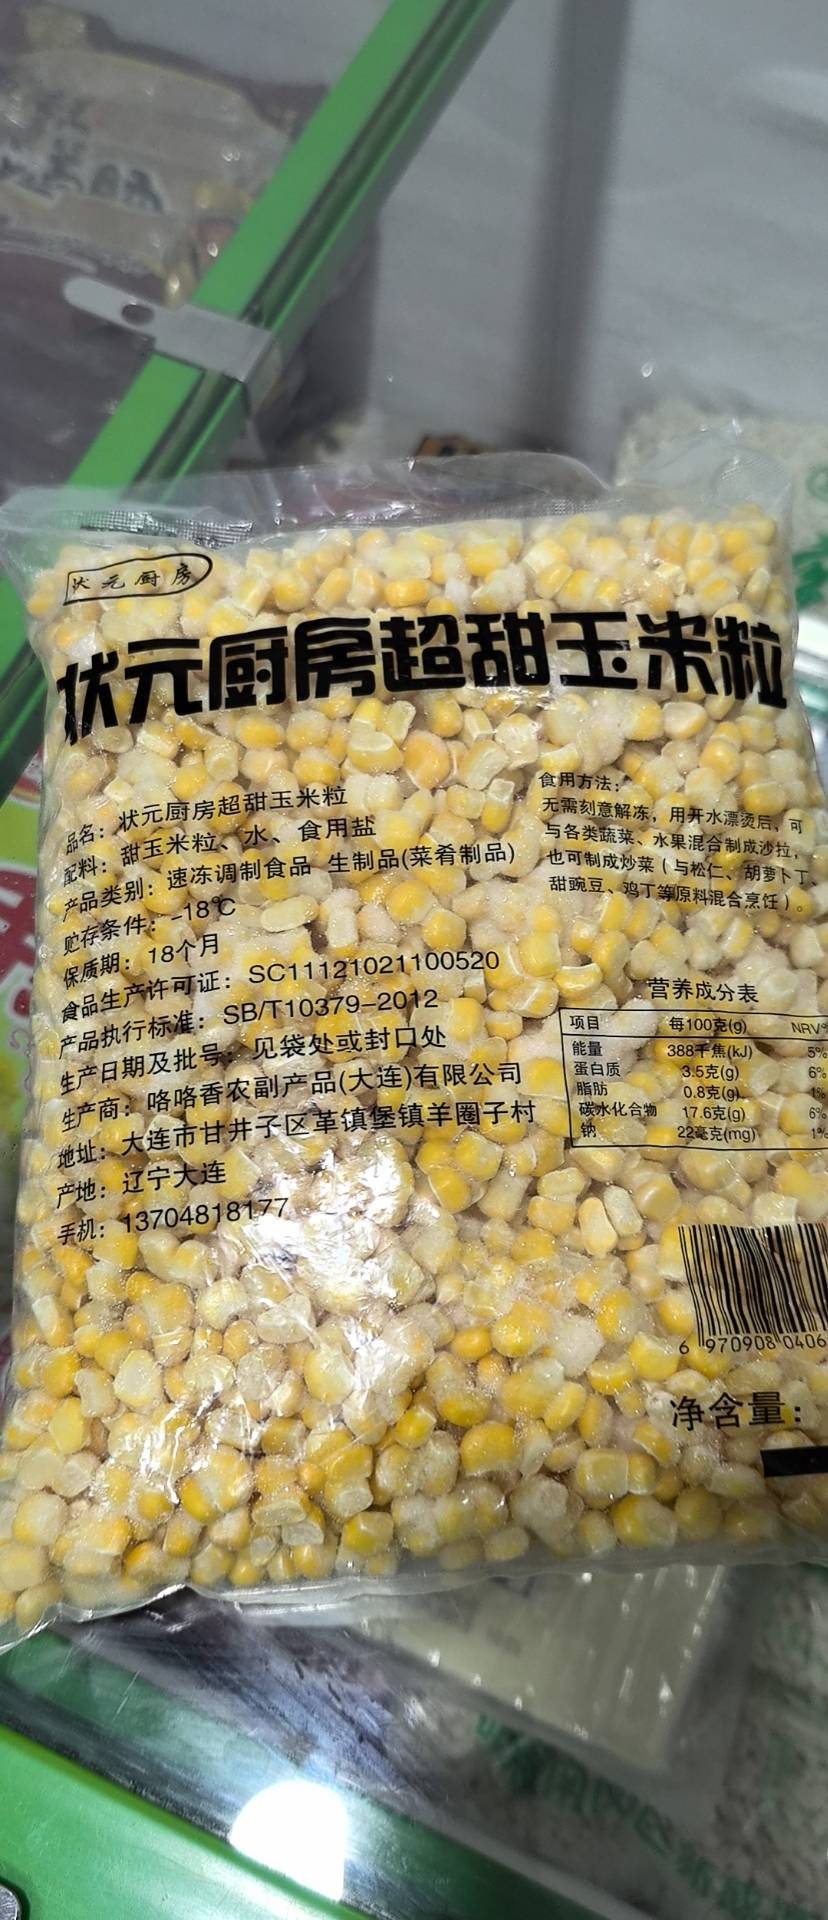 状元厨房
状元厨房超甜玉米粒
品名：状元厨房超甜玉米粒
配料：甜玉米粒、水、食用盐
产品类别：速冻调制食品 生制品(菜肴制品)
贮存条件：-18℃
保质期：18个月
食品生产许可证：SC11121021100520
产品执行标准：SB/T10379-2012
生产日期及批号：见袋处或封口处
生产商：咯咯香农副产品(大连)有限公司
地址：大连市甘井子区革镇堡镇羊圈子村
产地：辽宁大连
手机：13704818177
食用方法：
无需刻意解冻，用开水漂烫后，可
与各类蔬菜、水果混合制成沙拉，
也可制成炒菜（与松仁、胡萝卜丁、
甜豌豆、鸡丁等原料混合烹饪）。
营养成分表
项目 每100克(g) NRV%
能量 388千焦(kJ) 5%
蛋白质 3.5克(g) 6%
脂肪 0.8克(g) 1%
碳水化合物 17.6克(g) 6%
钠 22毫克(mg) 1%
6 970908 0406
净含量：